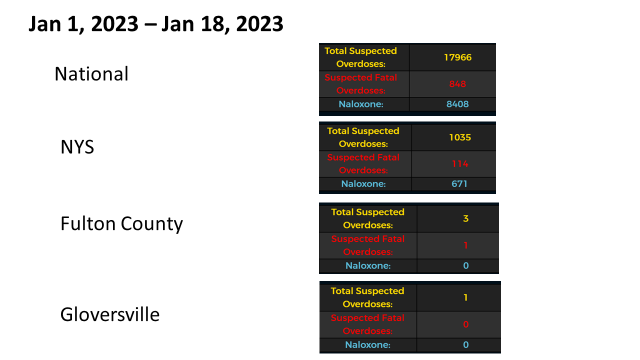 Jan 1, 2023 – Jan 18, 2023
National
Total Suspected
Overdoses:
17966
Suspected Fatal
Overdoses:
Naloxone:
8408
NYS
Total Suspected
Overdoses:
1035
Suspected Fatal
Overdoses:
114
Naloxone:
671
Fulton County
Total Suspected
Overdoses:
3
Suspected Fatal
Overdoses:
1
Naloxone:
0
Gloversville
Total Suspected
Overdoses:
1
Suspected Fatal
Overdoses:
0
Naloxone:
0